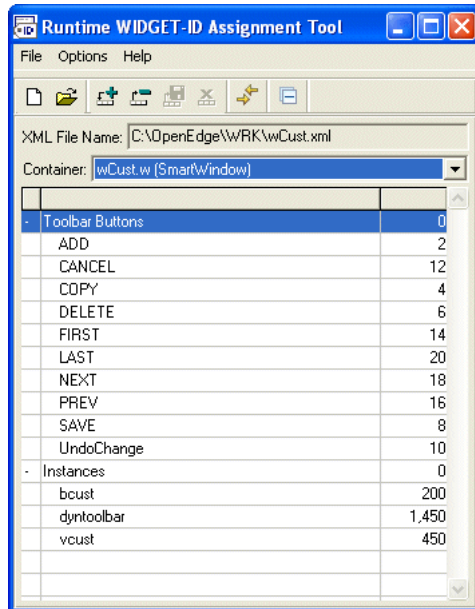 ID Runtime WIDGET-ID Assignment Tool
File Options Help
XML File Name: C:\OpenEdge\WRK\wCust.xml
Container: wCust.w (SmartWindow)
- Toolbar Buttons 0
ADD 2
CANCEL 12
COPY 4
DELETE 6
FIRST 14
LAST 20
NEXT 18
PREV 16
SAVE 8
UndoChange 10
- Instances 0
bcust 200
dyntoolbar 1,450
vcust 450